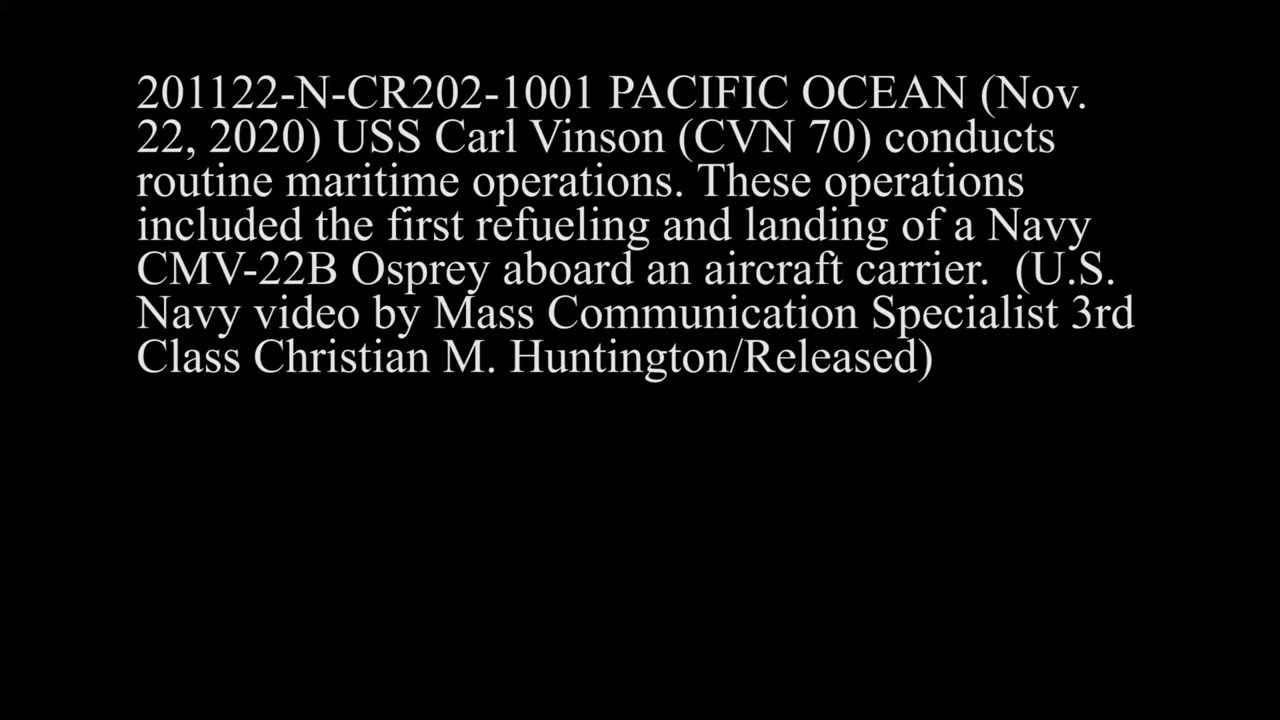 201122-N-CR202-1001 PACIFIC OCEAN (Nov.
22, 2020) USS Carl Vinson (CVN 70) conducts
routine maritime operations. These operations
included the first refueling and landing of a Navy
CMV-22B Osprey aboard an aircraft carrier.  (U.S.
Navy video by Mass Communication Specialist 3rd
Class Christian M. Huntington/Released)